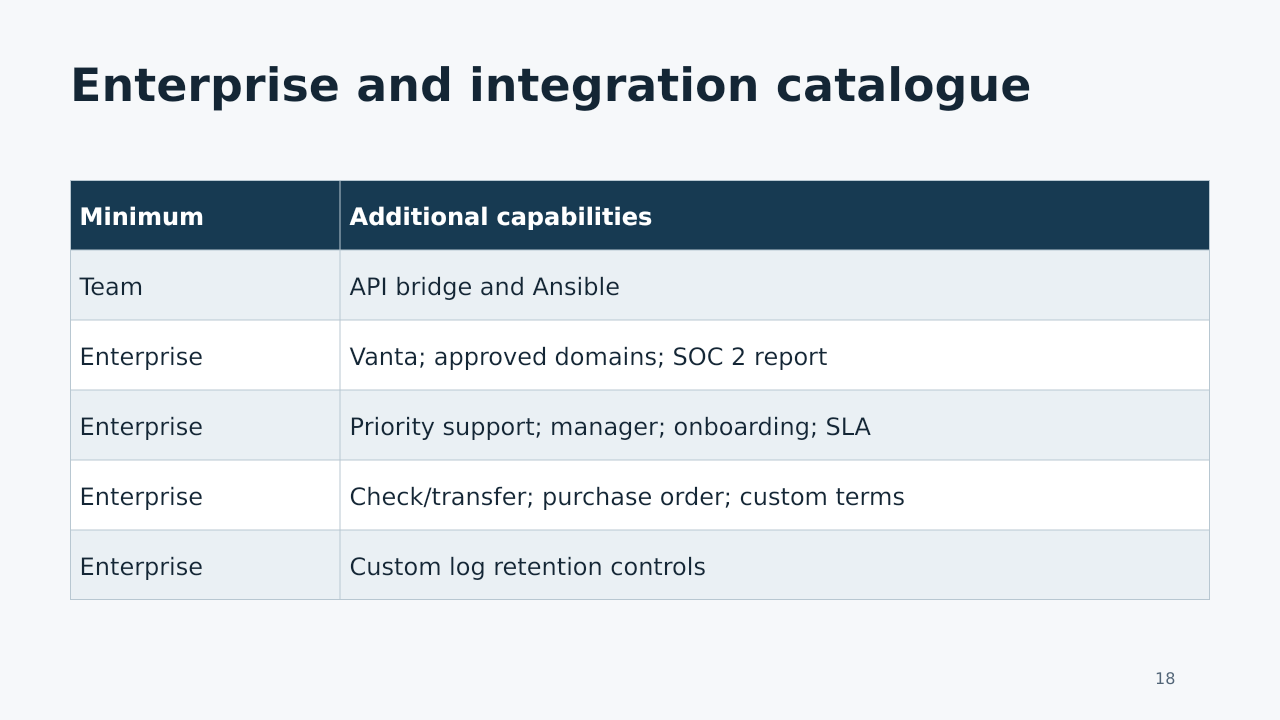 Enterprise and integration catalogue
Minimum Additional capabilities
Team API bridge and Ansible
Enterprise Vanta; approved domains; SOC 2 report
Enterprise Priority support; manager; onboarding; SLA
Enterprise Check/transfer; purchase order; custom terms
Enterprise Custom log retention controls
18